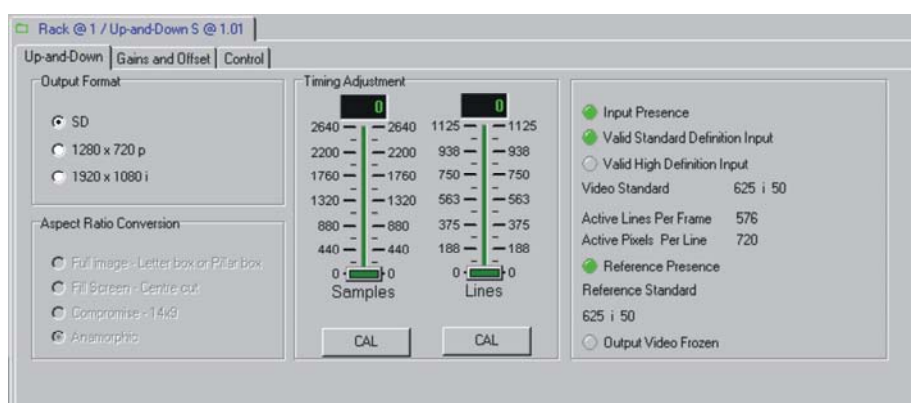 Rack @ 1 / Up-and-Down S @ 1.01
Up-and-Down Gains and Offset Control
Output Format
SD
1280 x 720 p
1920 x 1080 i
Aspect Ratio Conversion
Full image - Letter box or Pillar box
Fill Screen - Centre cut
Compromise - 14x9
Anamorphic
Timing Adjustment
0 0
2640 2640 1125 1125
2200 2200 938 938
1760 1760 750 750
1320 1320 563 563
880 880 375 375
440 440 188 188
0 0 0 0
Samples Lines
CAL CAL
Input Presence
Valid Standard Definition Input
Valid High Definition Input
Video Standard 625 i 50
Active Lines Per Frame 576
Active Pixels Per Line 720
Reference Presence
Reference Standard
625 i 50
Output Video Frozen